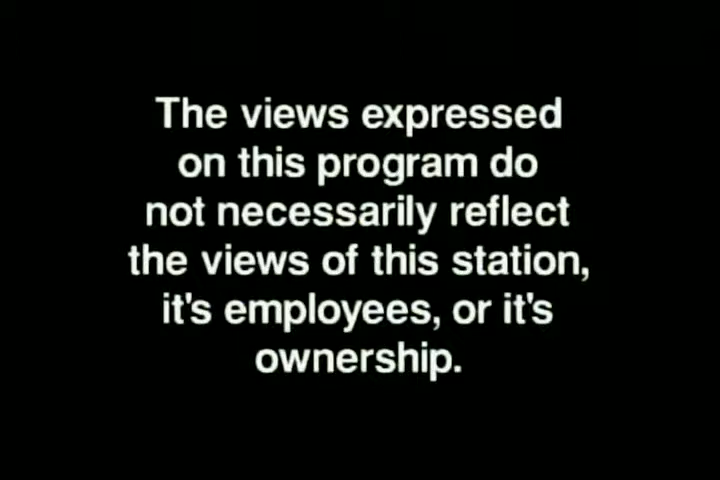 The views expressed
on this program do
not necessarily reflect
the views of this station,
it's employees, or it's
ownership.